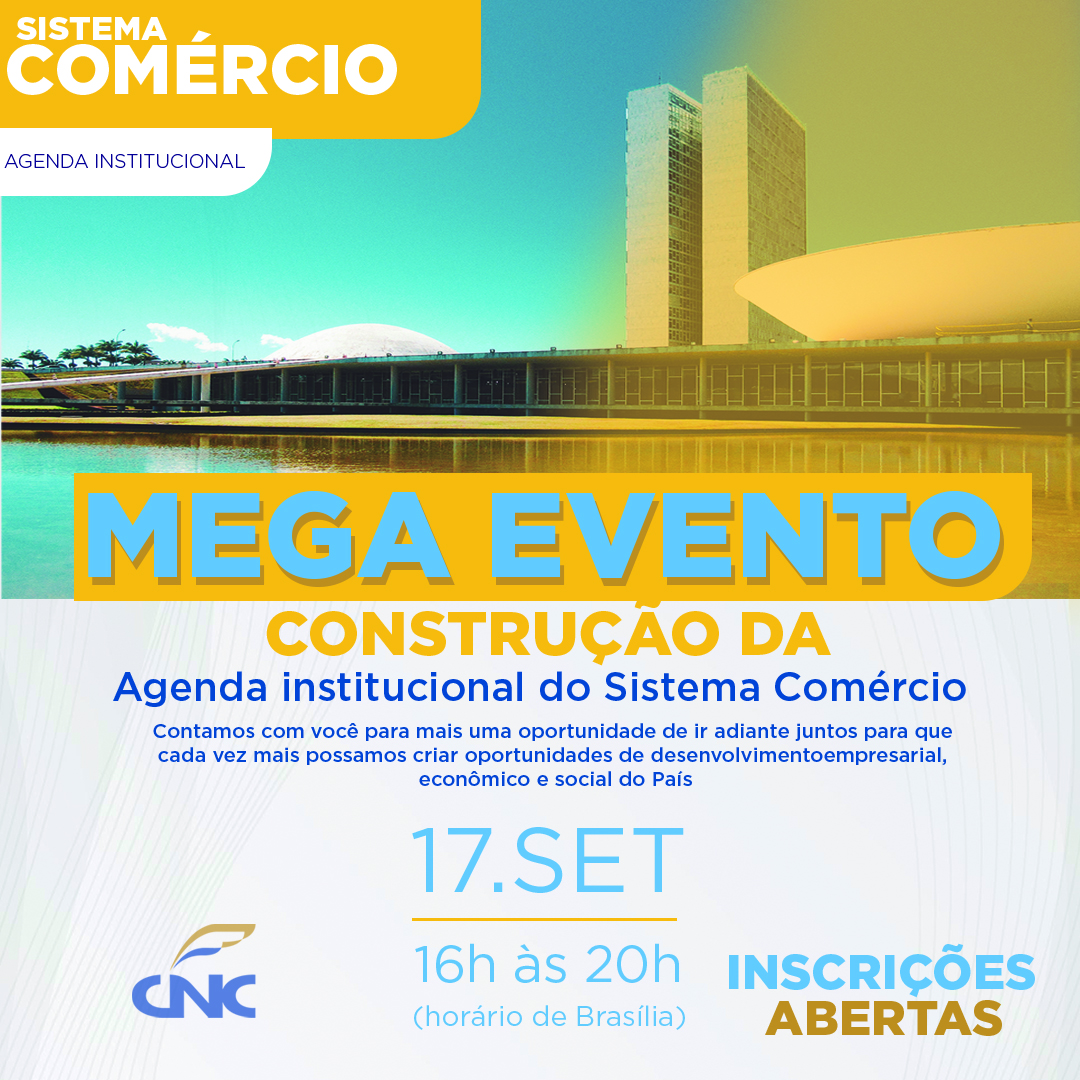 SISTEMA
COMÉRCIO
AGENDA INSTITUCIONAL
MEGA EVENTO
CONSTRUÇÃO DA
Agenda institucional do Sistema Comércio
Contamos com você para mais uma oportunidade de ir adiante juntos para que
cada vez mais possamos criar oportunidades de desenvolvimentoempresarial,
econômico e social do País
17.SET
16h às 20h
(horário de Brasília)
CNC
INSCRIÇÕES
ABERTAS